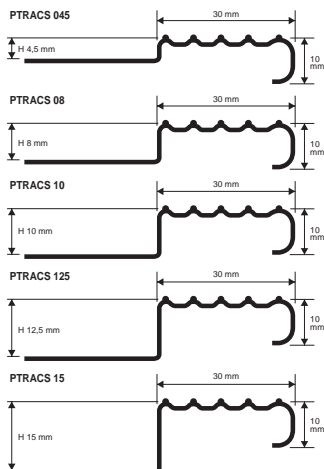 PTRACS 045
30 mm
H 4,5 mm
10
mm
PTRACS 08
30 mm
H 8 mm
10
mm
PTRACS 10
30 mm
H 10 mm
10
mm
PTRACS 125
30 mm
H 12,5 mm
10
mm
PTRACS 15
30 mm
H 15 mm
10
mm